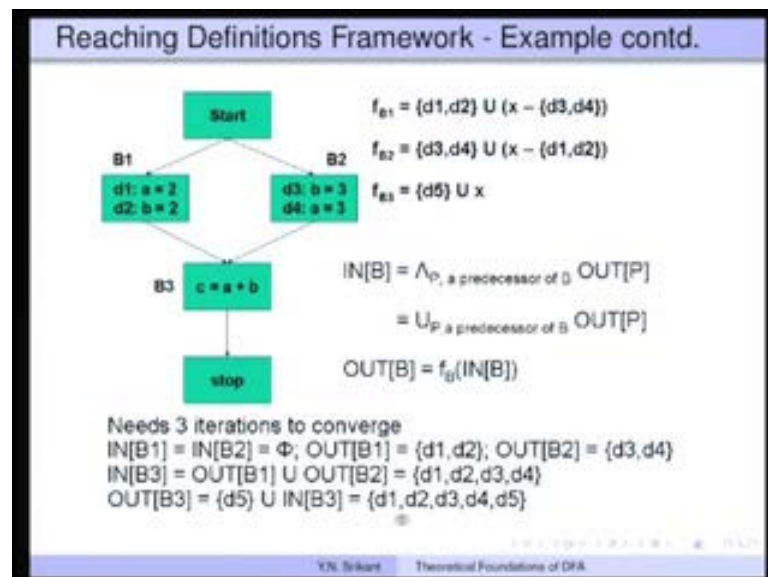 Reaching Definitions Framework - Example contd.
Start
f_B1 = {d1,d2} U (x – {d3,d4})
B1
B2
f_B2 = {d3,d4} U (x – {d1,d2})
d1: a = 2
d2: b = 2
d3: b = 3
d4: a = 3
f_B3 = {d5} U x
B3
c = a + b
IN[B] = Λ_P, a predecessor of B OUT[P]
= U_P a predecessor of B OUT[P]
stop
OUT[B] = f_B(IN[B])
Needs 3 iterations to converge
IN[B1] = IN[B2] = Φ; OUT[B1] = {d1,d2}; OUT[B2] = {d3,d4}
IN[B3] = OUT[B1] U OUT[B2] = {d1,d2,d3,d4}
OUT[B3] = {d5} U IN[B3] = {d1,d2,d3,d4,d5}
Y.N. Srikant Theoretical Foundations of DFA